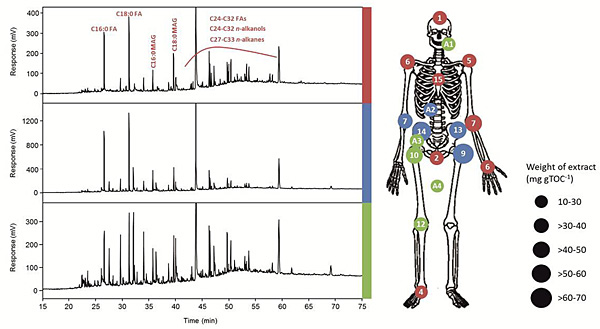 C16:0 FA
C18:0 FA
C16:0 MAG
C18:0 MAG
C24-C32 FAs
C24-C32 n-alkanols
C27-C33 n-alkanes
Response (mV)
400
300
200
100
0
Response (mV)
1200
800
400
0
Response (mV)
300
200
100
0
15 20 25 30 35 40 45 50 55 60 65 70 75
Time (min)
1
A1
6
5
15
A2
7
14
13
7
A3
10
2
9
6
A4
12
4
Weight of extract
(mg gTOC-1)
10-30
>30-40
>40-50
>50-60
>60-70